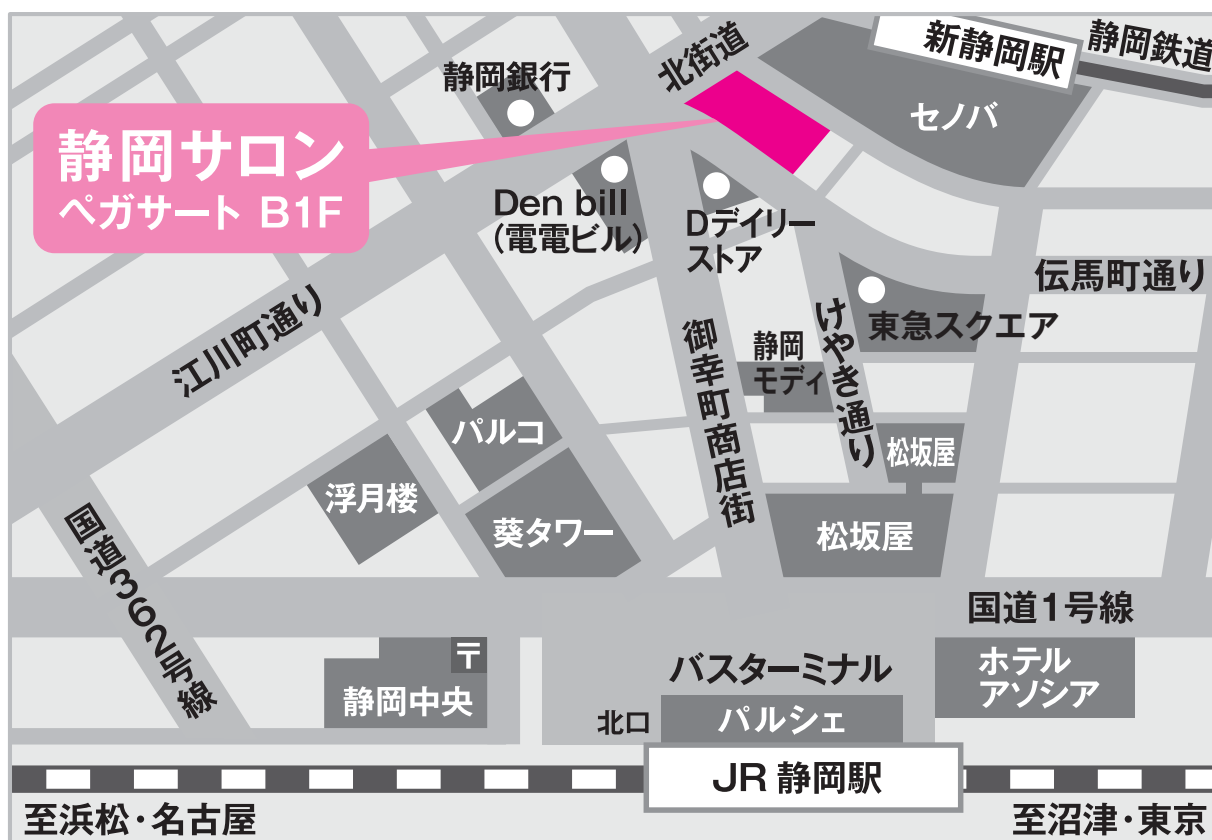 新静岡駅
静岡鉄道
北街道
静岡銀行
セノバ
静岡サロン
ペガサート B1F
Den bill
(電電ビル)
Dデイリー
ストア
伝馬町通り
江川町通り
御幸町商店街
静岡
モディ
けやき通り
東急スクエア
パルコ
松坂屋
浮月楼
葵タワー
松坂屋
国道362号線
国道1号線
〒
静岡中央
バスターミナル
ホテル
アソシア
北口
パルシェ
JR 静岡駅
至浜松・名古屋
至沼津・東京